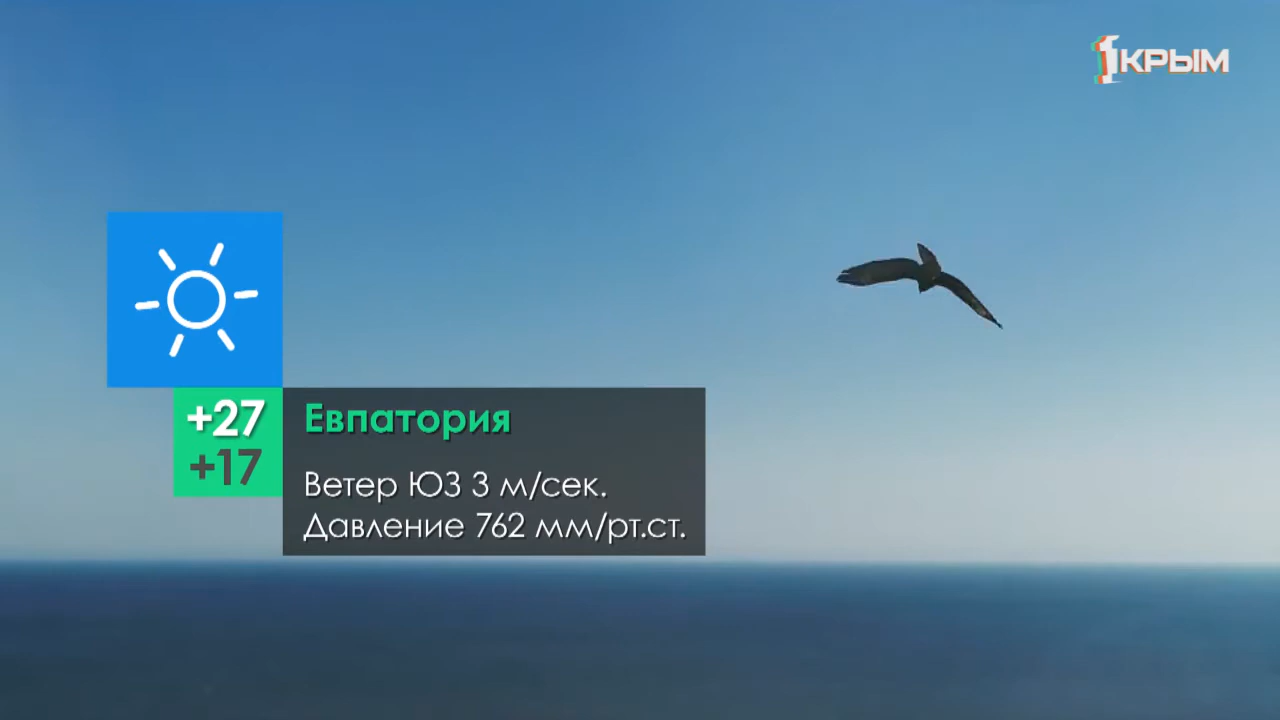 1КРЫМ
+27
+17
Евпатория
Ветер ЮЗ 3 м/сек.
Давление 762 мм/рт.ст.